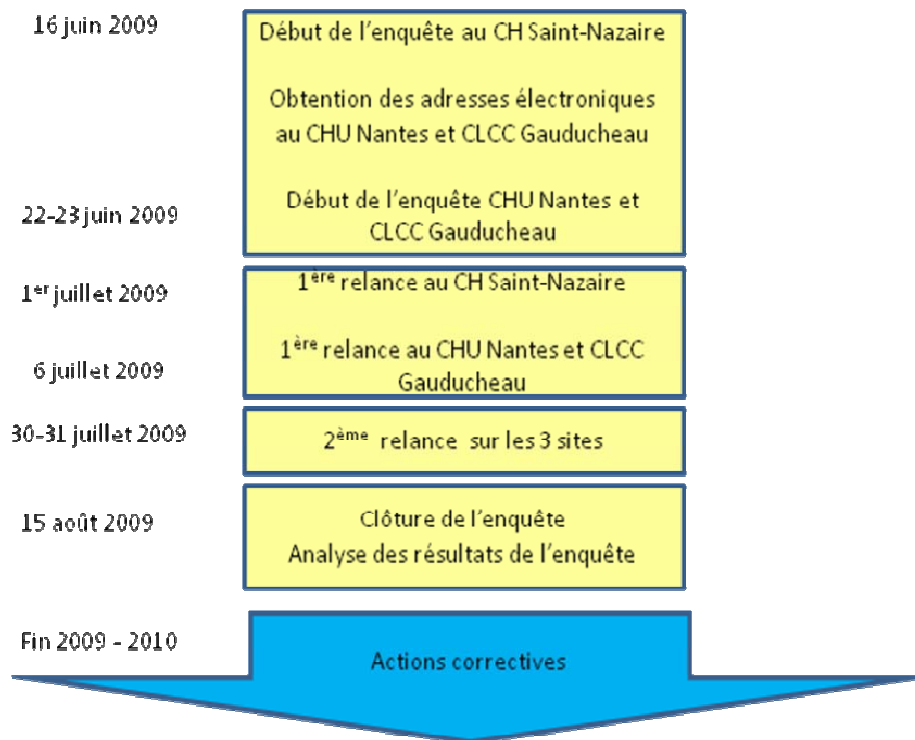 16 juin 2009
Début de l'enquête au CH Saint-Nazaire
Obtention des adresses électroniques
au CHU Nantes et CLCC Gauducheau
22-23 juin 2009
Début de l'enquête CHU Nantes et
CLCC Gauducheau
1er juillet 2009
1ère relance au CH Saint-Nazaire
6 juillet 2009
1ère relance au CHU Nantes et CLCC
Gauducheau
30-31 juillet 2009
2ème relance sur les 3 sites
15 août 2009
Clôture de l'enquête
Analyse des résultats de l'enquête
Fin 2009 - 2010
Actions correctives